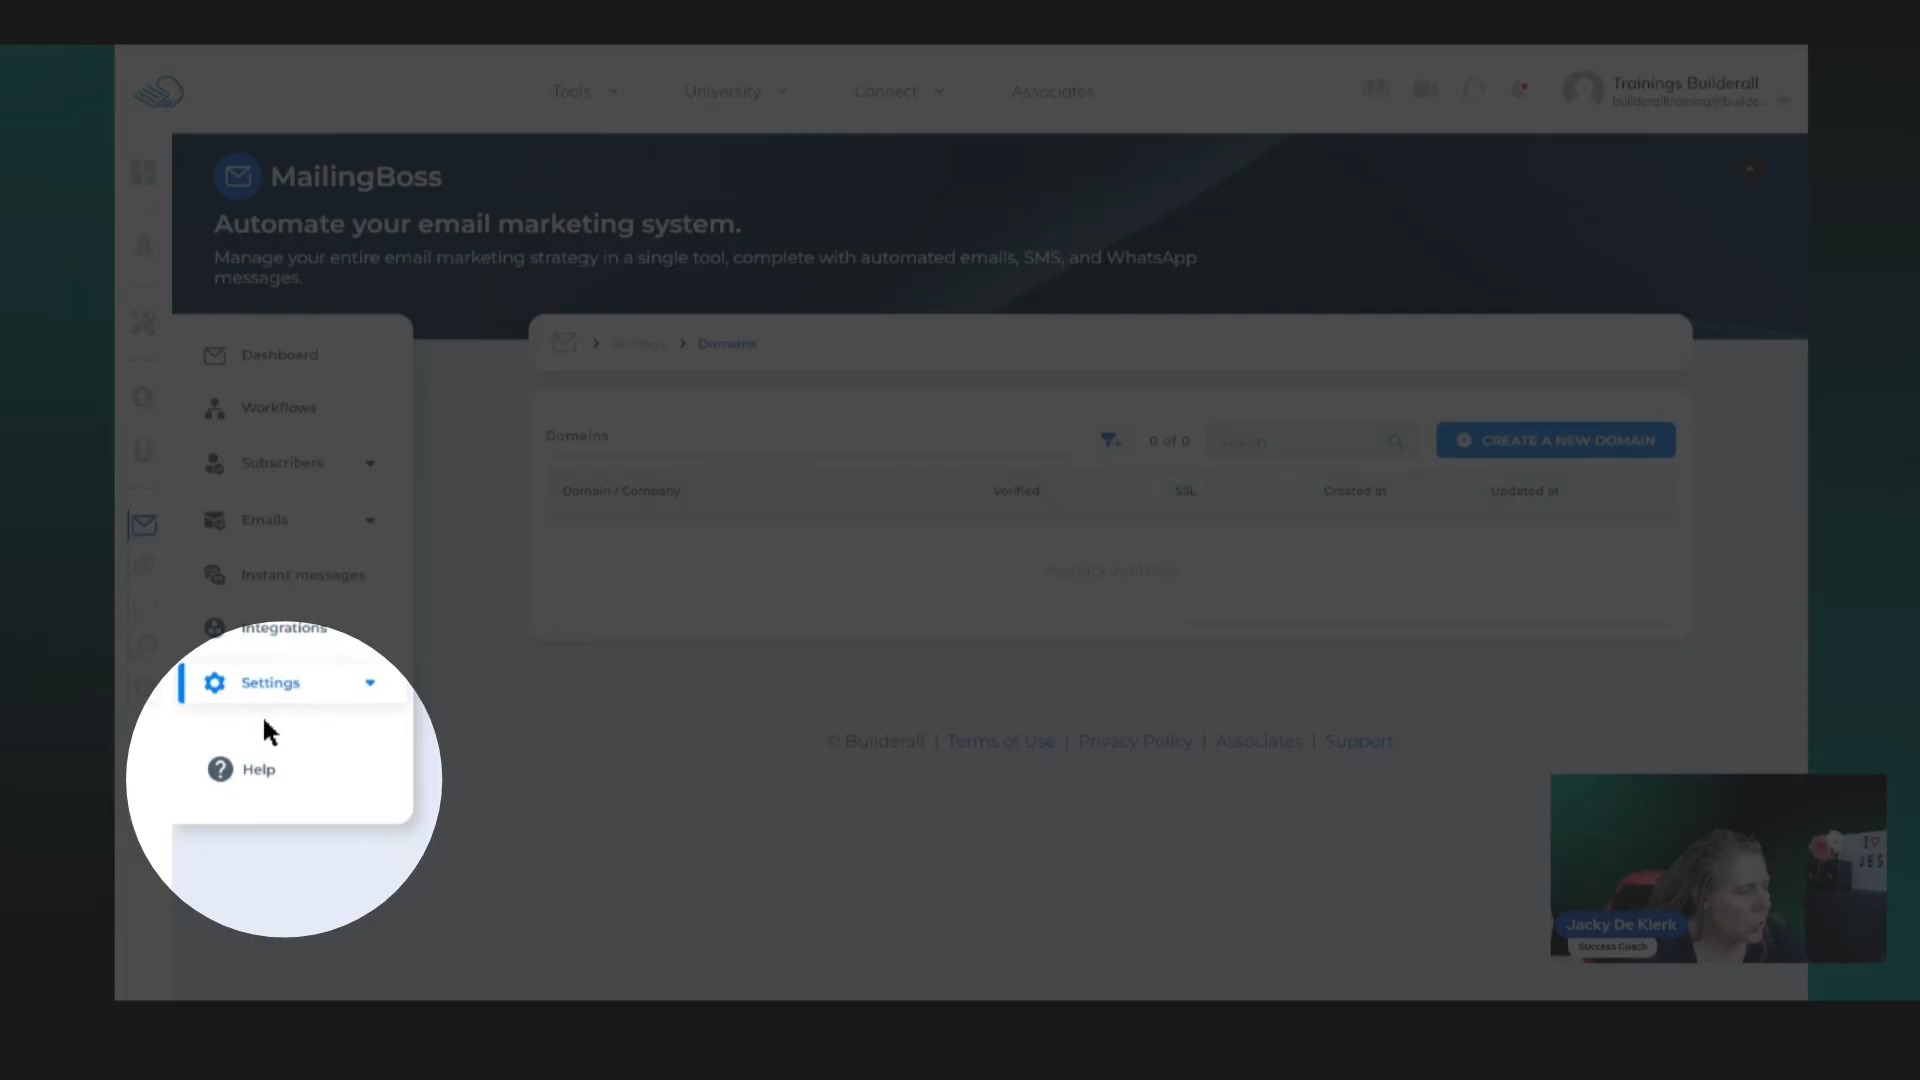 Tools
University
Connect
Associates
Trainings Builderall
builderalltraining@builde...
MailingBoss
Automate your email marketing system.
Manage your entire email marketing strategy in a single tool, complete with automated emails, SMS, and WhatsApp
messages.
Dashboard
Workflows
Subscribers
Emails
Instant messages
Integrations
Settings
Help
Settings
Domains
Domains
0 of 0
Search
CREATE A NEW DOMAIN
Domain / Company
Verified
SSL
Created at
Updated at
No data available
© Builderall | Terms of Use | Privacy Policy | Associates | Support
I ♡
JES
Jacky De Klerk
Success Coach